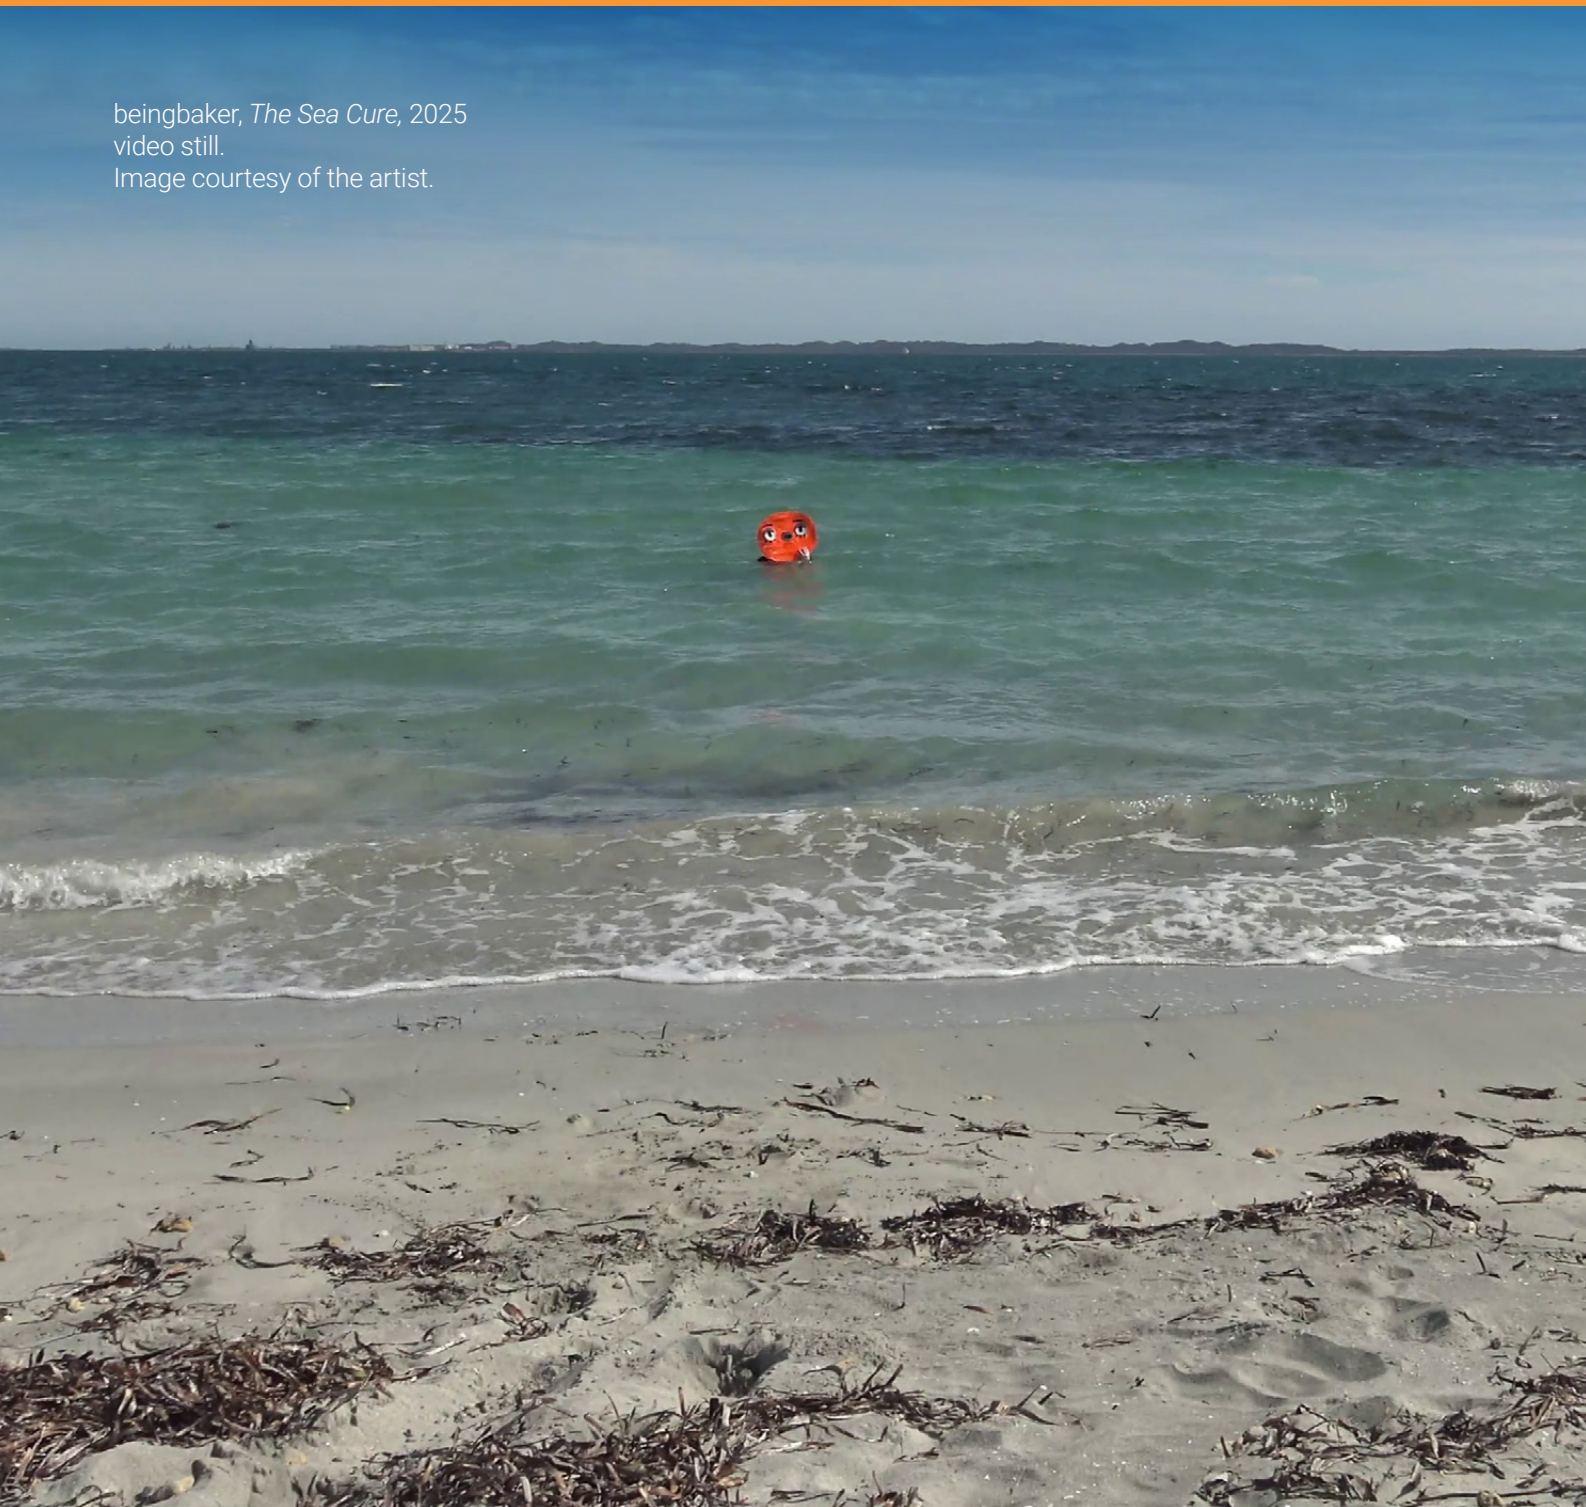 beingbaker, The Sea Cure, 2025
video still.
Image courtesy of the artist.